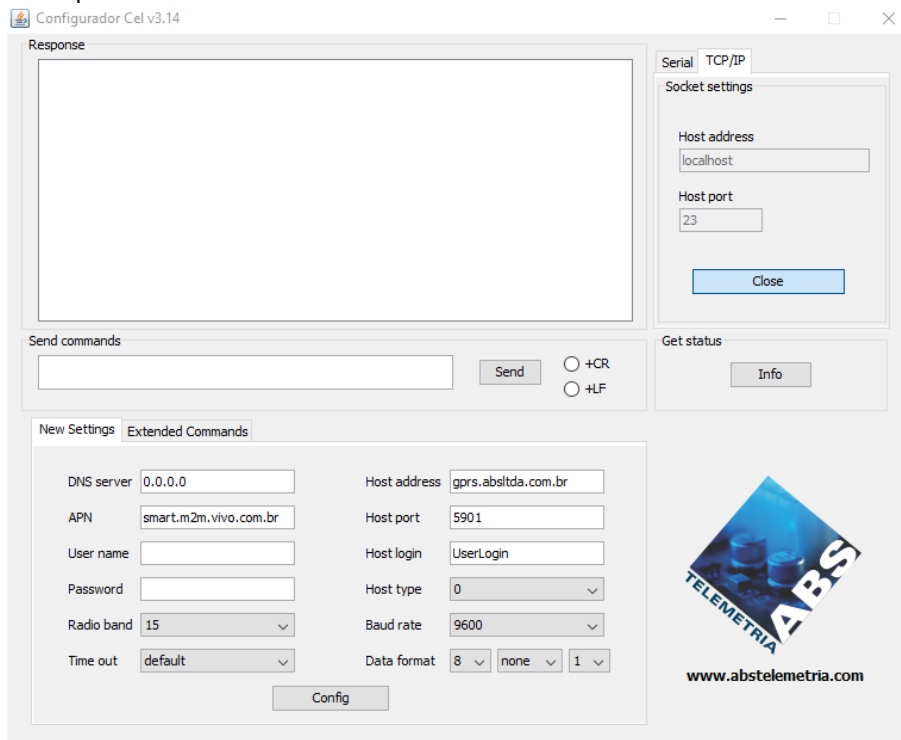 Configurador Cel v3.14
Response
Serial TCP/IP
Socket settings
Host address
localhost
Host port
23
Close
Send commands
Send
+CR
+LF
Get status
Info
New Settings Extended Commands
DNS server 0.0.0.0 Host address gprs.absltda.com.br
APN smart.m2m.vivo.com.br Host port 5901
User name Host login UserLogin
Password Host type 0
Radio band 15 Baud rate 9600
Time out default Data format 8 none 1
Config
TELEMETRIA ABS
www.abstelemetria.com